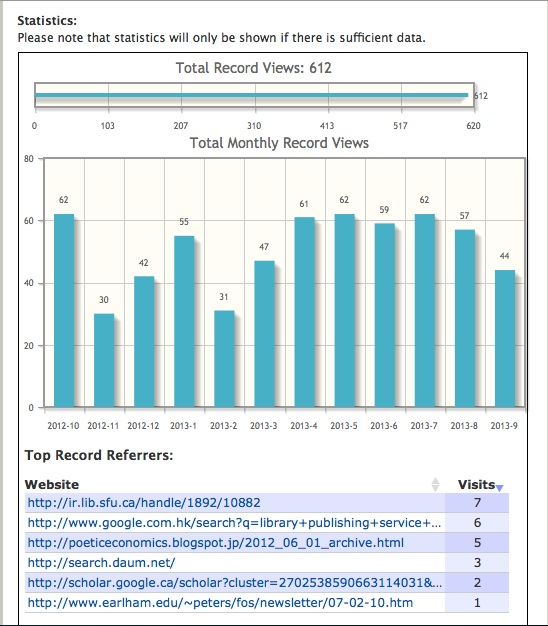 Statistics:
Please note that statistics will only be shown if there is sufficient data.
Total Record Views: 612
612
0 103 207 310 413 517 620
Total Monthly Record Views
80
60
40
20
0
62 30 42 55 31 47 61 62 59 62 57 44
2012-10 2012-11 2012-12 2013-1 2013-2 2013-3 2013-4 2013-5 2013-6 2013-7 2013-8 2013-9
Top Record Referrers:
Website Visits
http://ir.lib.sfu.ca/handle/1892/10882 7
http://www.google.com.hk/search?q=library+publishing+service+... 6
http://poeticeconomics.blogspot.jp/2012_06_01_archive.html 5
http://search.daum.net/ 3
http://scholar.google.ca/scholar?cluster=2702538590663114031&... 2
http://www.earlham.edu/~peters/fos/newsletter/07-02-10.htm 1